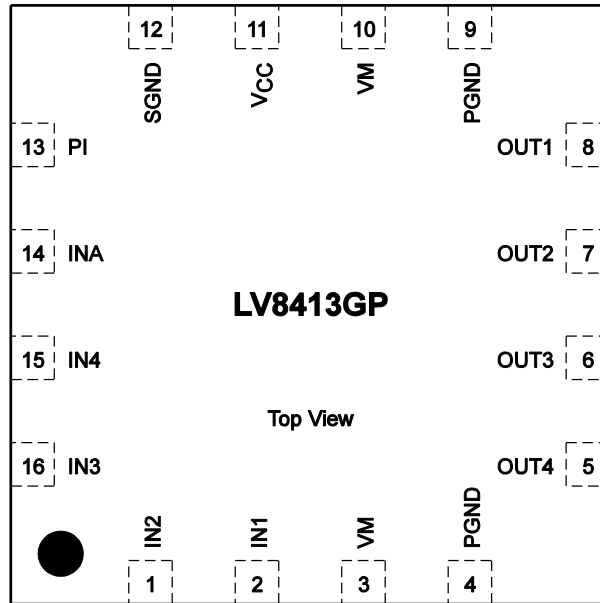 12 11 10 9
SGND VCC VM PGND
13 PI OUT1 8
14 INA OUT2 7
LV8413GP
15 IN4 OUT3 6
Top View
16 IN3 OUT4 5
IN2 IN1 VM PGND
1 2 3 4